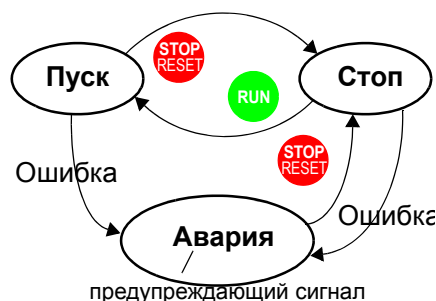 STOP
RESET
Пуск
Стоп
RUN
STOP
RESET
Ошибка
Ошибка
Авария
предупреждающий сигнал